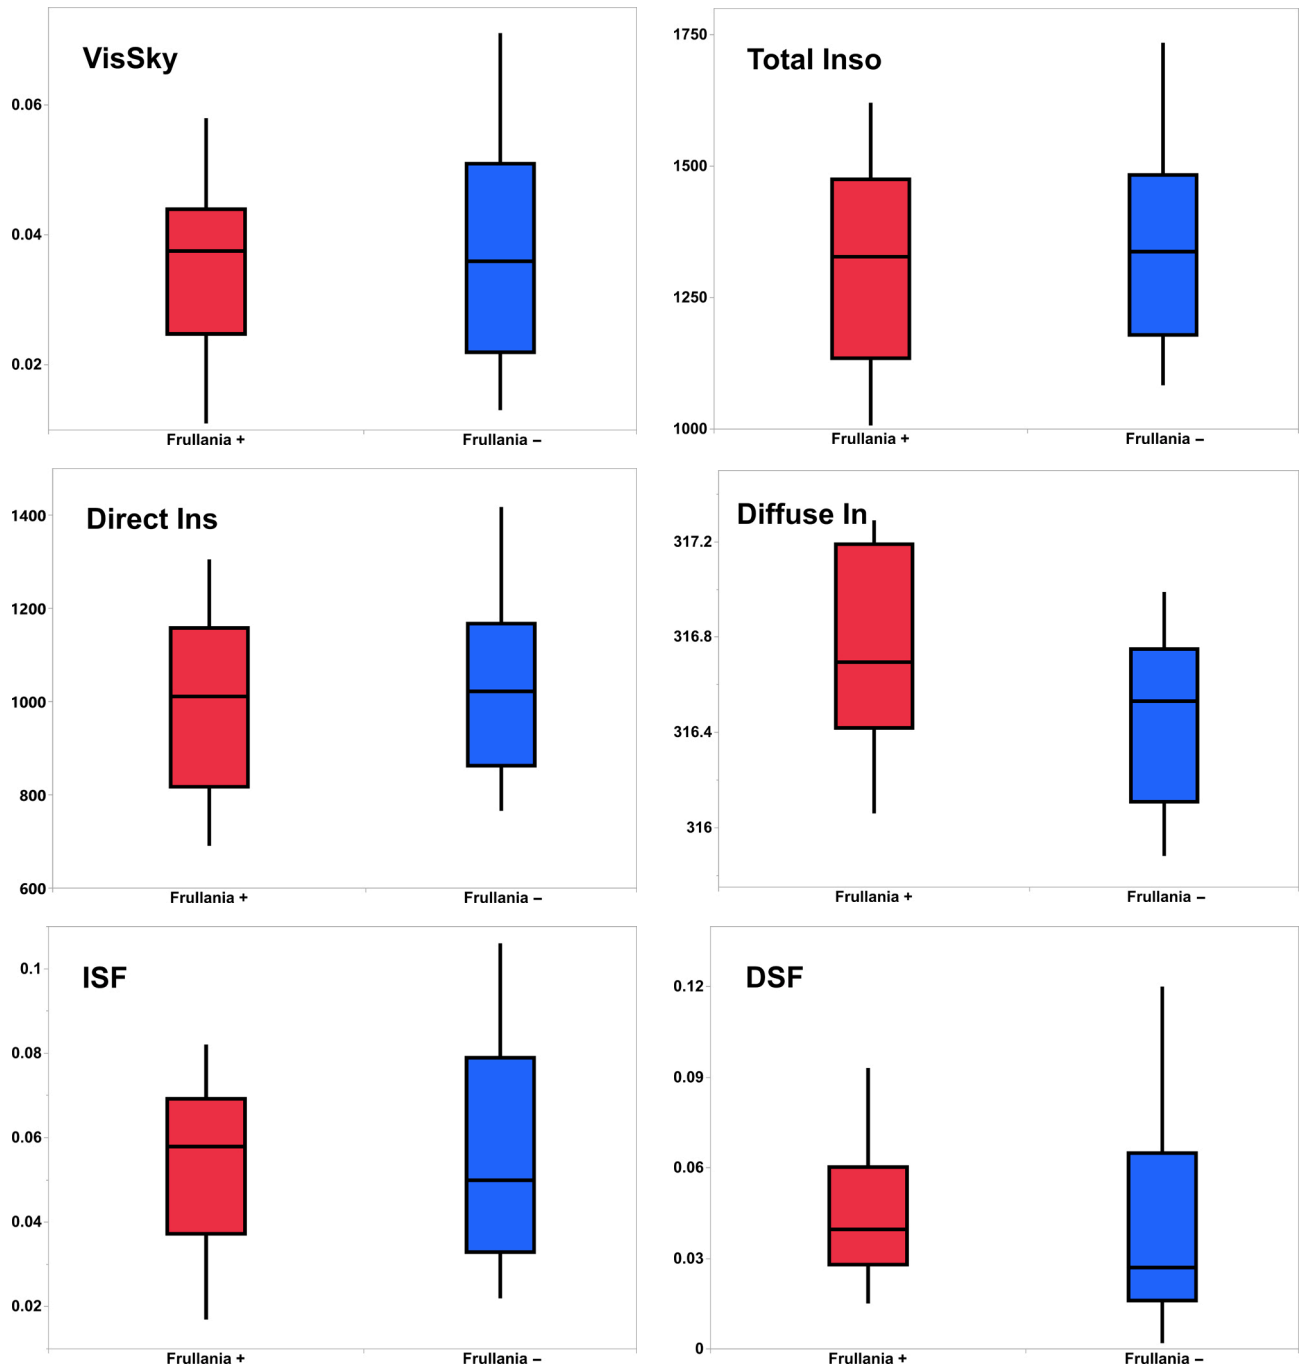 VisSky
0.06
0.04
0.02
Frullania +
Frullania –
Total Inso
1750
1500
1250
1000
Frullania +
Frullania –
Direct Ins
1400
1200
1000
800
600
Frullania +
Frullania –
Diffuse In
317.2
316.8
316.4
316
Frullania +
Frullania –
ISF
0.1
0.08
0.06
0.04
0.02
Frullania +
Frullania –
DSF
0.12
0.09
0.06
0.03
0
Frullania +
Frullania –